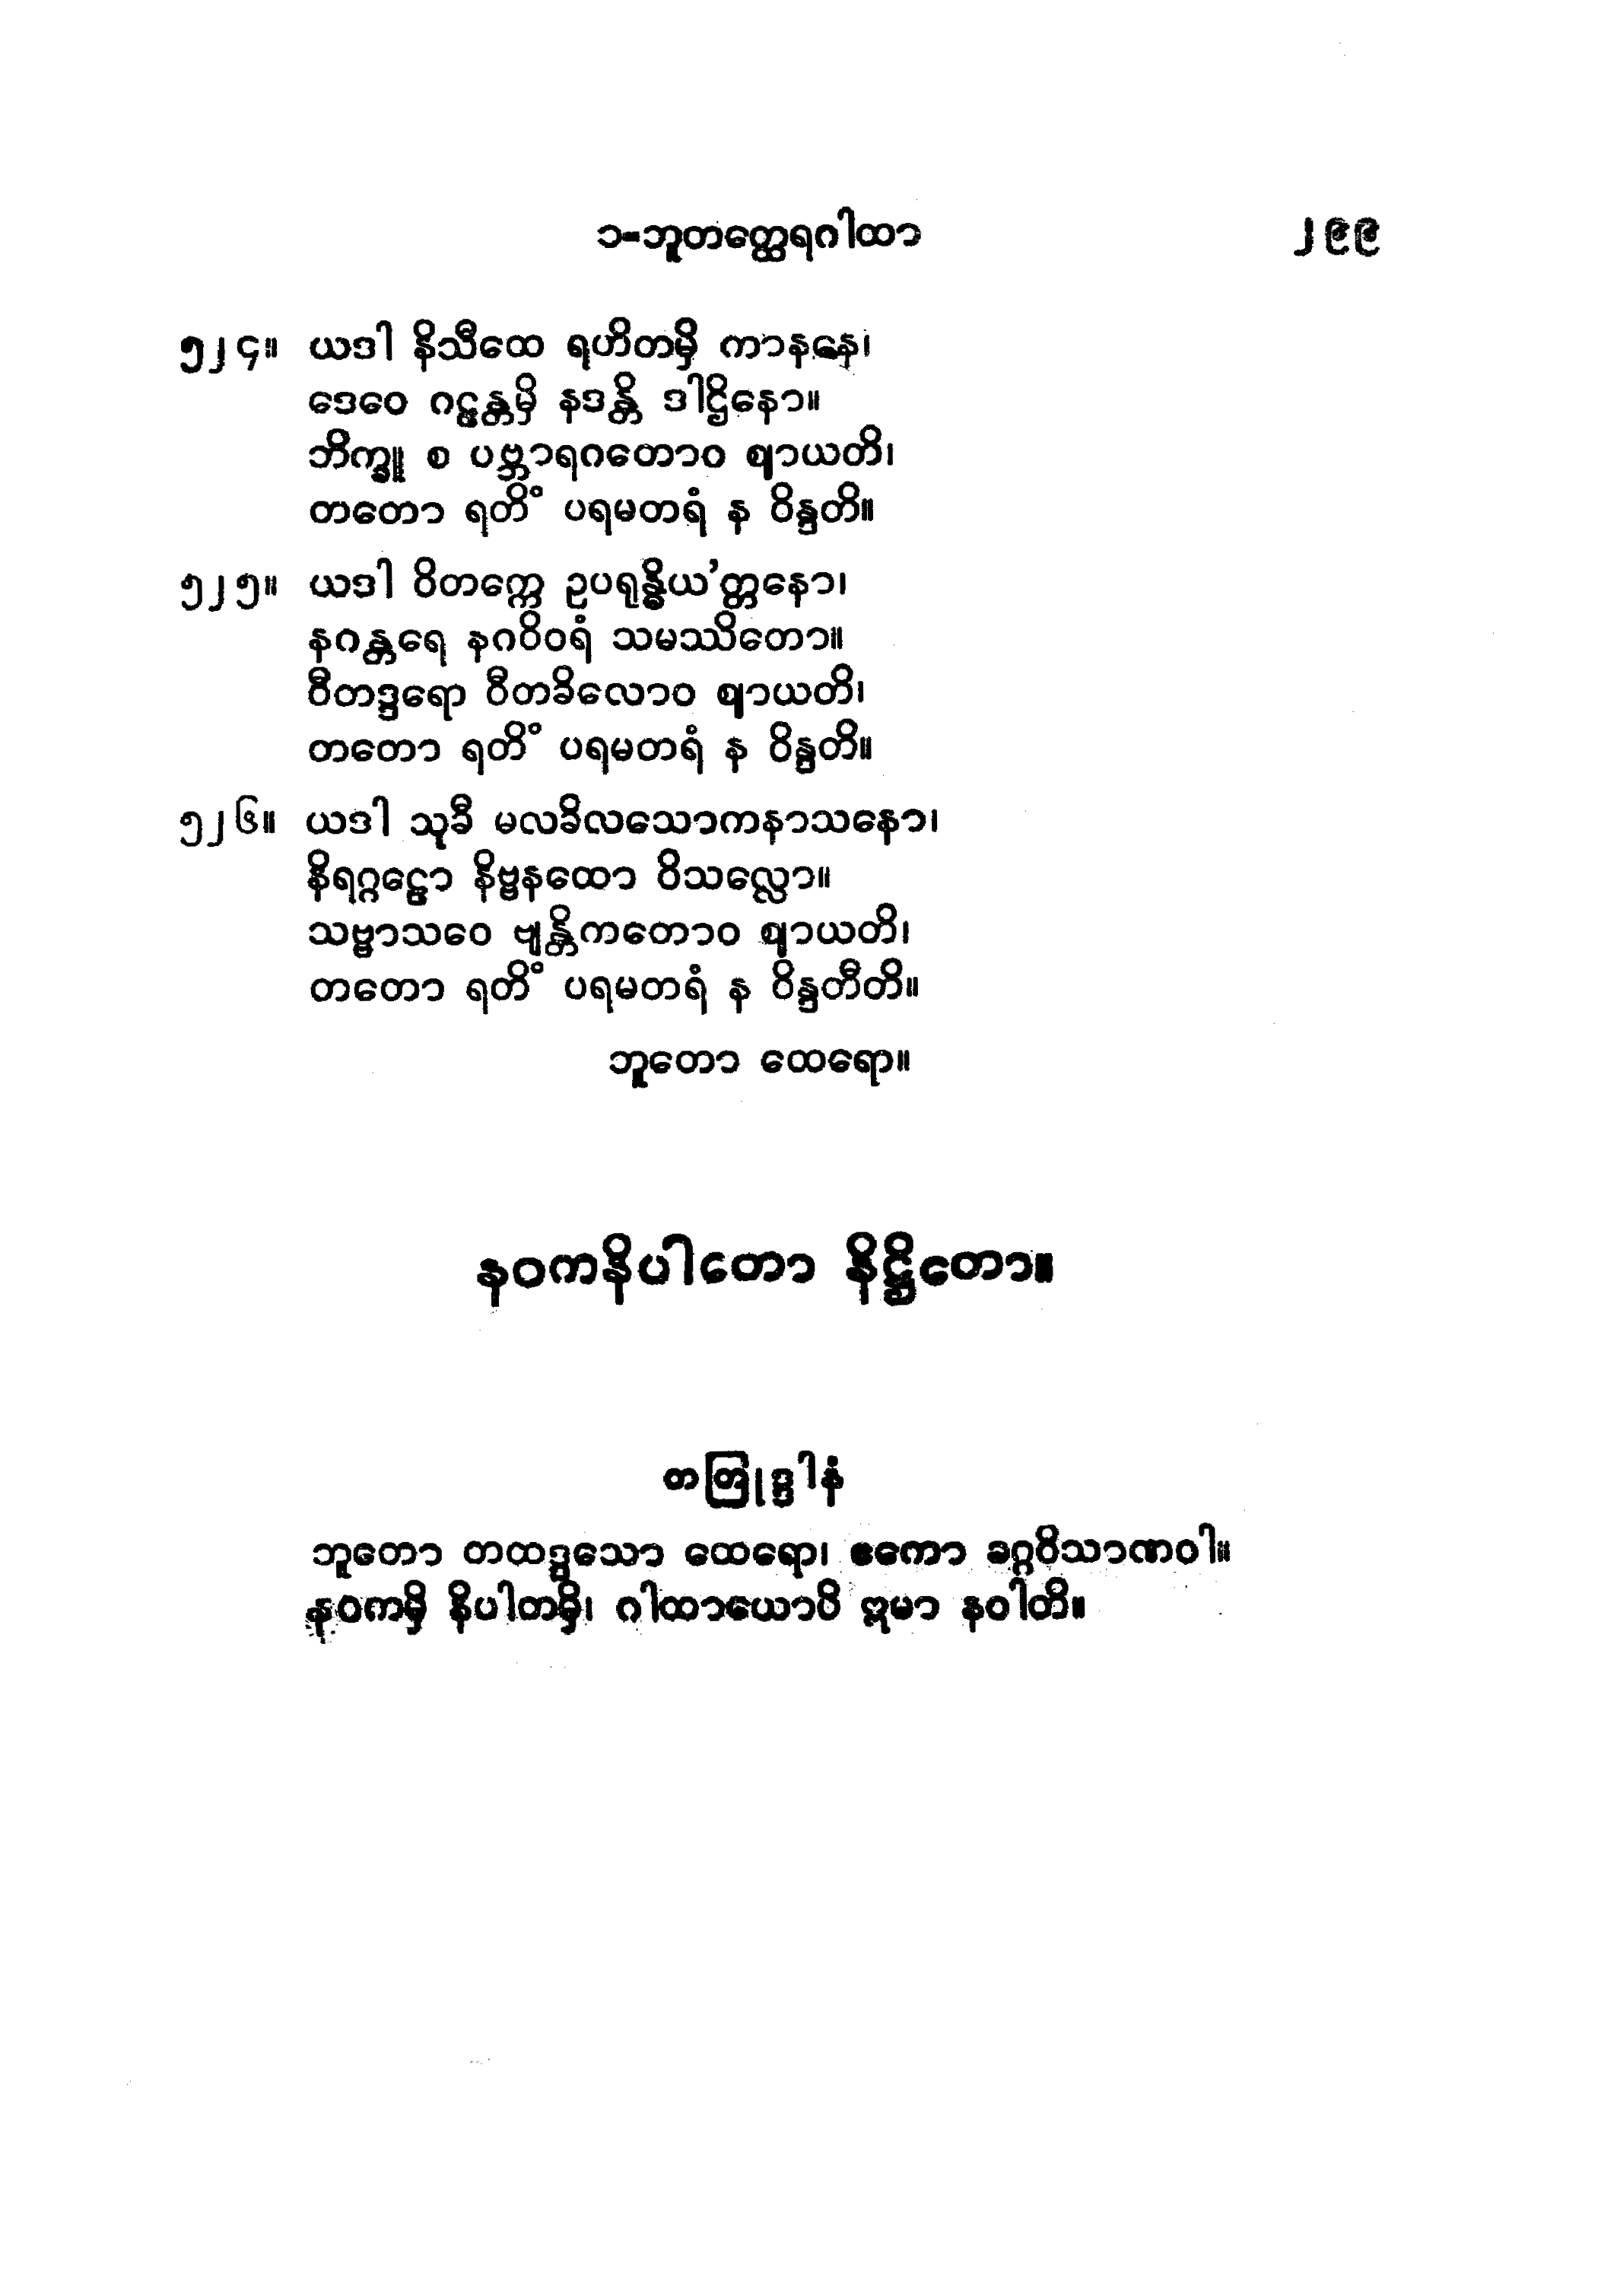 ၁-ဘူတတ္ထေရဂါထာ ၂၉၉
၅၂၄။ ယဒါ နိသီထေ ရဟိတမှိ ကာနနေ၊
ဒေဝေ ဂဠန္တမှိ နဒန္တိ ဒါဌိနော။
ဘိက္ခူ စ ပဗ္ဘာရဂတောဝ ဈာယတိ၊
တတော ရတိံ ပရမတရံ န ဝိန္ဒတိ။
၅၂၅။ ယဒါ ဝိတက္ကေ ဥပရုန္ဓိယ’တ္တနော၊
နဂန္တရေ နဂဝိဝရံ သမဿိတော။
ဝီတဒ္ဒရော ဝီတခိလောဝ ဈာယတိ၊
တတော ရတိံ ပရမတရံ န ဝိန္ဒတိ။
၅၂၆။ ယဒါ သုခီ မလခိလသောကနာသနော၊
နိရဂ္ဂဠော နိဗ္ဗနထော ဝိသလ္လော။
သဗ္ဗာသဝေ ဗျန္တိကတောဝ ဈာယတိ၊
တတော ရတိံ ပရမတရံ န ဝိန္ဒတီတိ။
ဘူတော ထေရော။
နဝကနိပါတော နိဋ္ဌိတော။
တတြုဒ္ဒါနံ
ဘူတော တထဒ္ဒသော ထေရော၊ ဧကော ခဂ္ဂဝိသာဏဝါ။
နဝကမှိ နိပါတမှိ၊ ဂါထာယောပိ ဣမာ နဝါတိ။